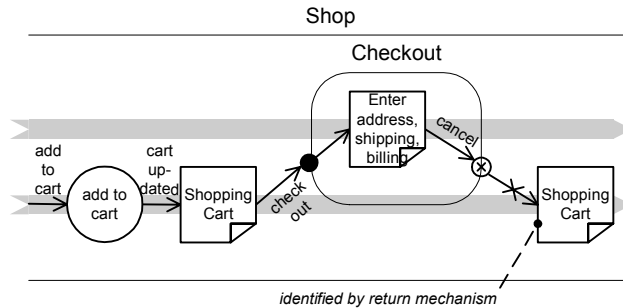 Shop
Checkout
Enter
address,
shipping,
billing
cancel
add
to
cart
cart
up-
dated
add to
cart
Shopping
Cart
check
out
Shopping
Cart
identified by return mechanism